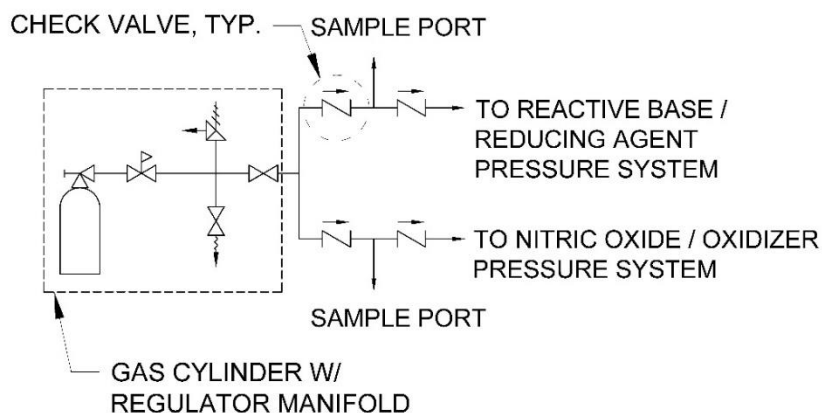 CHECK VALVE, TYP.
SAMPLE PORT
TO REACTIVE BASE /
REDUCING AGENT
PRESSURE SYSTEM
TO NITRIC OXIDE / OXIDIZER
PRESSURE SYSTEM
SAMPLE PORT
GAS CYLINDER W/
REGULATOR MANIFOLD